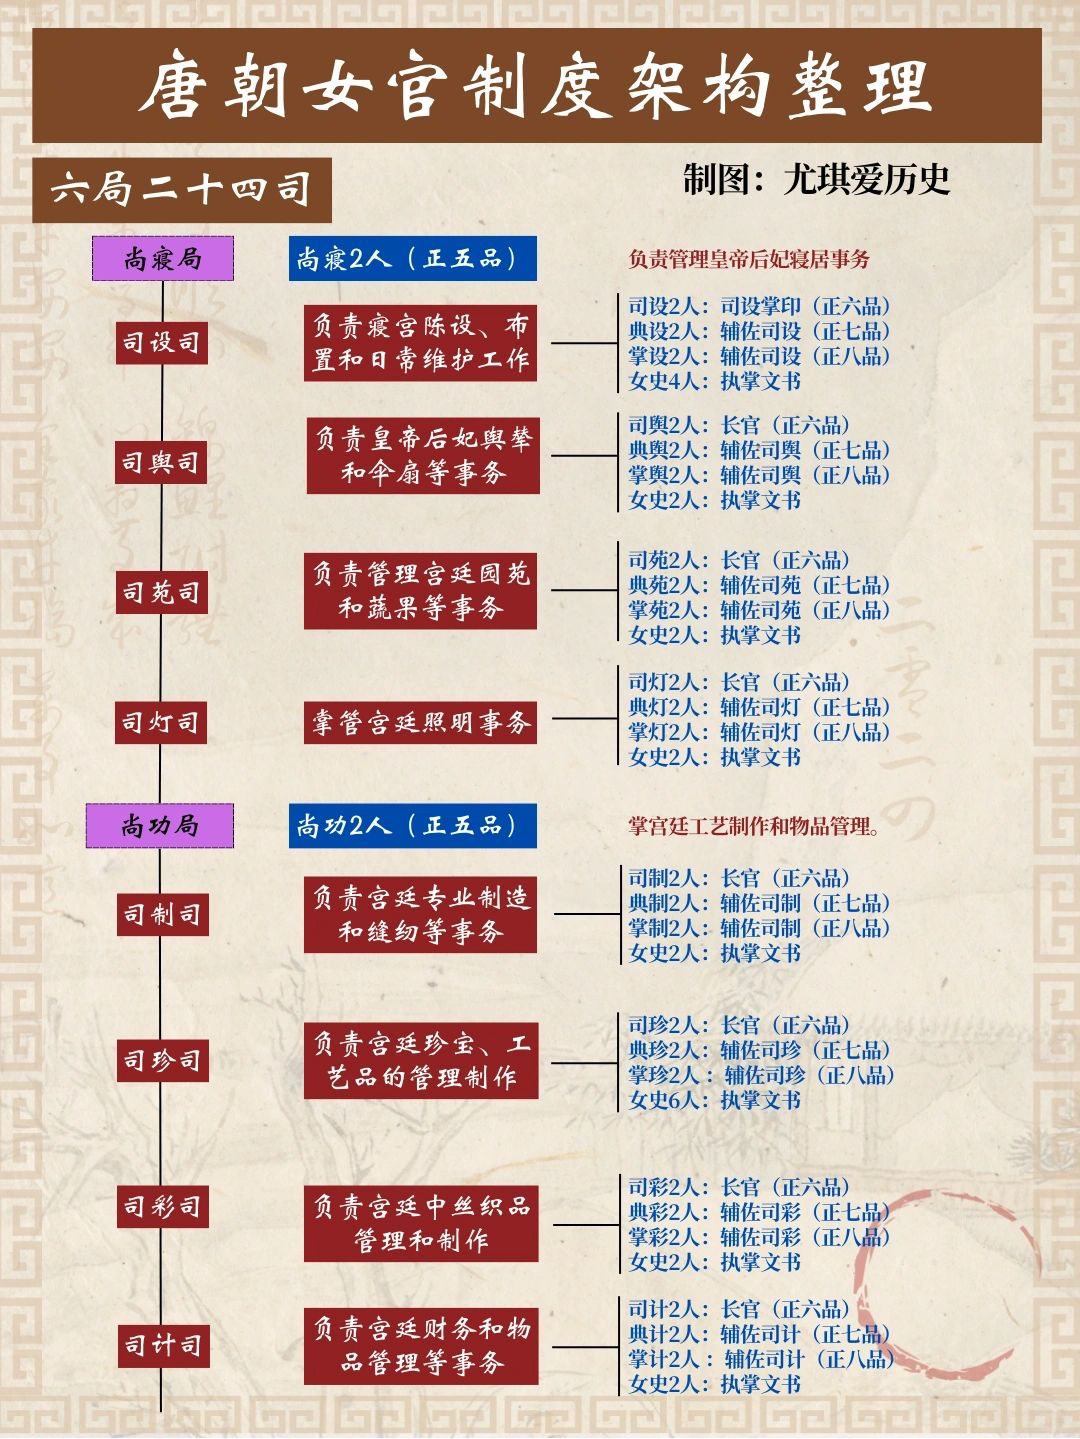 唐朝女官制度架构整理
六局二十四司
制图：尤琪爱历史
尚寝局
尚寝2人（正五品）
负责管理皇帝后妃寝居事务
司设司
负责寝宫陈设、布
置和日常维护工作
司设2人：司设掌印（正六品）
典设2人：辅佐司设（正七品）
掌设2人：辅佐司设（正八品）
女史4人：执掌文书
司舆司
负责皇帝后妃舆辇
和伞扇等事务
司舆2人：长官（正六品）
典舆2人：辅佐司舆（正七品）
掌舆2人：辅佐司舆（正八品）
女史2人：执掌文书
司苑司
负责管理宫廷园苑
和蔬果等事务
司苑2人：长官（正六品）
典苑2人：辅佐司苑（正七品）
掌苑2人：辅佐司苑（正八品）
女史2人：执掌文书
司灯司
掌管宫廷照明事务
司灯2人：长官（正六品）
典灯2人：辅佐司灯（正七品）
掌灯2人：辅佐司灯（正八品）
女史2人：执掌文书
尚功局
尚功2人（正五品）
掌宫廷工艺制作和物品管理。
司制司
负责宫廷专业制造
和缝纫等事务
司制2人：长官（正六品）
典制2人：辅佐司制（正七品）
掌制2人：辅佐司制（正八品）
女史2人：执掌文书
司珍司
负责宫廷珍宝、工
艺品的管理制作
司珍2人：长官（正六品）
典珍2人：辅佐司珍（正七品）
掌珍2人：辅佐司珍（正八品）
女史6人：执掌文书
司彩司
负责宫廷中丝织品
管理和制作
司彩2人：长官（正六品）
典彩2人：辅佐司彩（正七品）
掌彩2人：辅佐司彩（正八品）
女史2人：执掌文书
司计司
负责宫廷财务和物
品管理等事务
司计2人：长官（正六品）
典计2人：辅佐司计（正七品）
掌计2人：辅佐司计（正八品）
女史2人：执掌文书